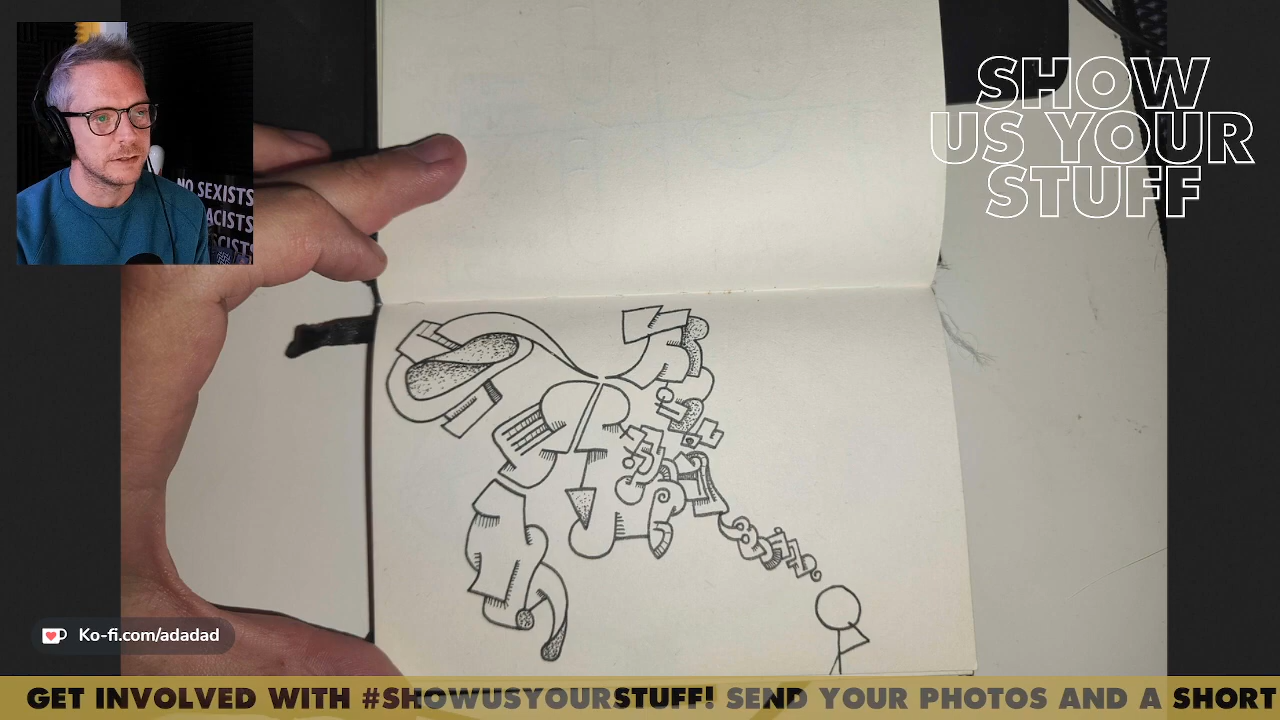 SHOW
US YOUR
STUFF
NO SEXISTS
ACISTS
CISTS
Ko-fi.com/adadad
GET INVOLVED WITH #SHOWUSYOURSTUFF! SEND YOUR PHOTOS AND A SHORT